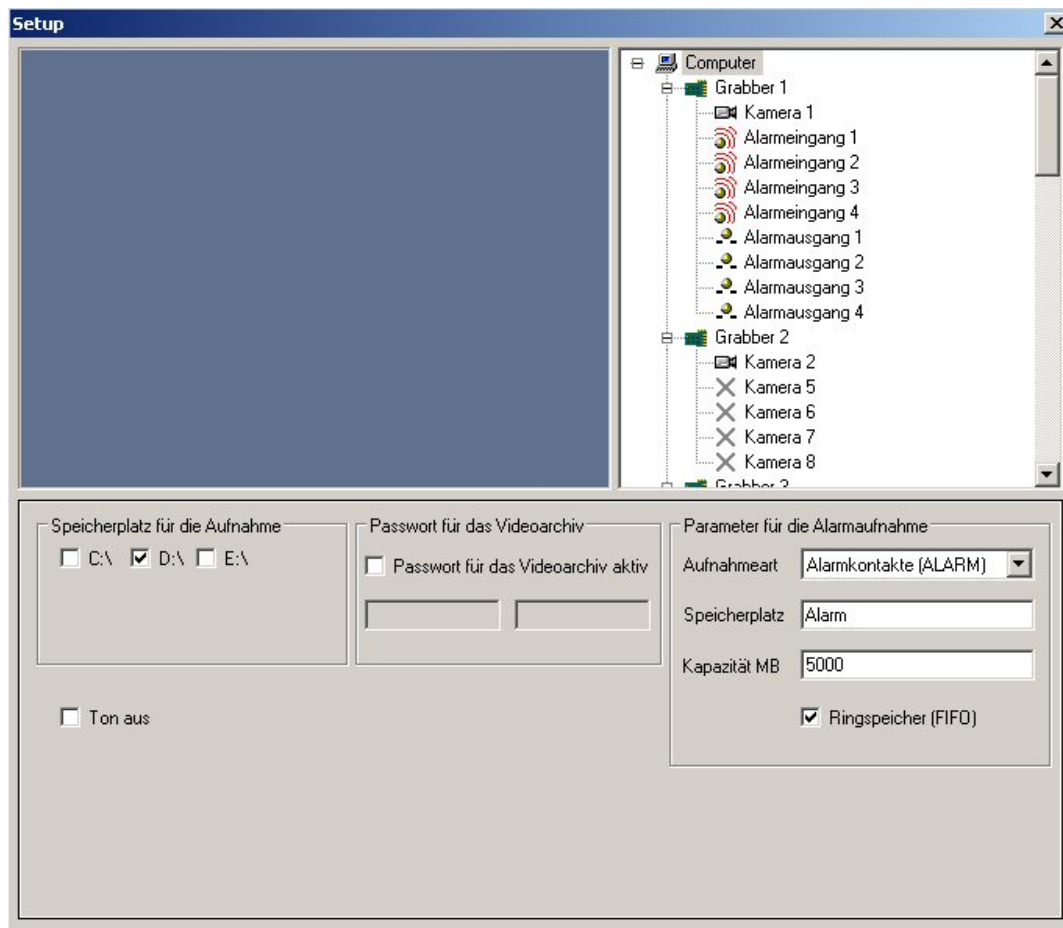 Setup
Computer
Grabber 1
Kamera 1
Alarmeingang 1
Alarmeingang 2
Alarmeingang 3
Alarmeingang 4
Alarmausgang 1
Alarmausgang 2
Alarmausgang 3
Alarmausgang 4
Grabber 2
Kamera 2
Kamera 5
Kamera 6
Kamera 7
Kamera 8
Grabber 3
Speicherplatz für die Aufnahme
C:\ D:\ E:\
Ton aus
Passwort für das Videoarchiv
Passwort für das Videoarchiv aktiv
Parameter für die Alarmaufnahme
Aufnahmeart Alarmkontakte (ALARM)
Speicherplatz Alarm
Kapazität MB 5000
Ringspeicher (FIFO)